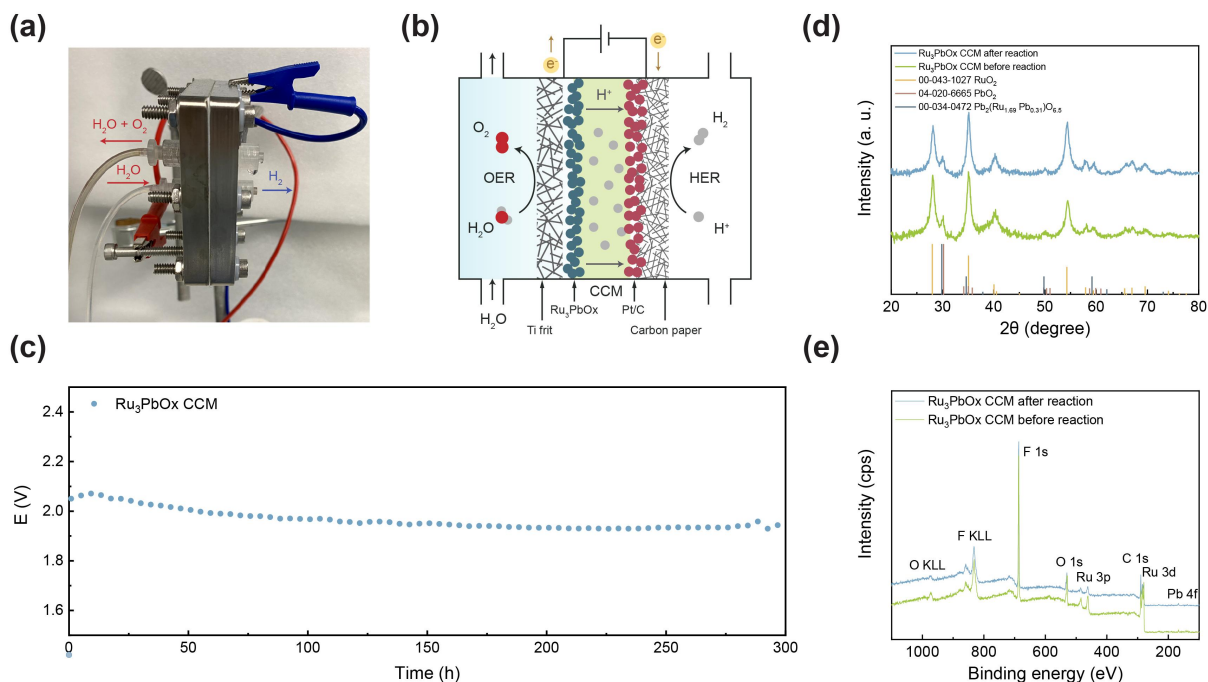 (a)
H₂O + O₂
H₂O
H₂
(b)
e⁻
e⁻
H⁺
O₂
OER
H₂O
H₂
HER
H⁺
CCM
H₂O
Ti frit
Ru₃PbOx
Pt/C
Carbon paper
(d)
Ru₃PbOx CCM after reaction
Ru₃PbOx CCM before reaction
00-043-1027 RuO₂
04-020-6665 PbO₂
00-034-0472 Pb₂(Ru₁.₆₉ Pb₀.₃₁)O₆.₅
Intensity (a. u.)
20 30 40 50 60 70 80
2θ (degree)
(c)
Ru₃PbOx CCM
2.4
2.2
2.0
1.8
1.6
E (V)
0 50 100 150 200 250 300
Time (h)
(e)
Ru₃PbOx CCM after reaction
Ru₃PbOx CCM before reaction
Intensity (cps)
F 1s
F KLL
O KLL
O 1s
Ru 3p
C 1s
Ru 3d
Pb 4f
1000 800 600 400 200
Binding energy (eV)